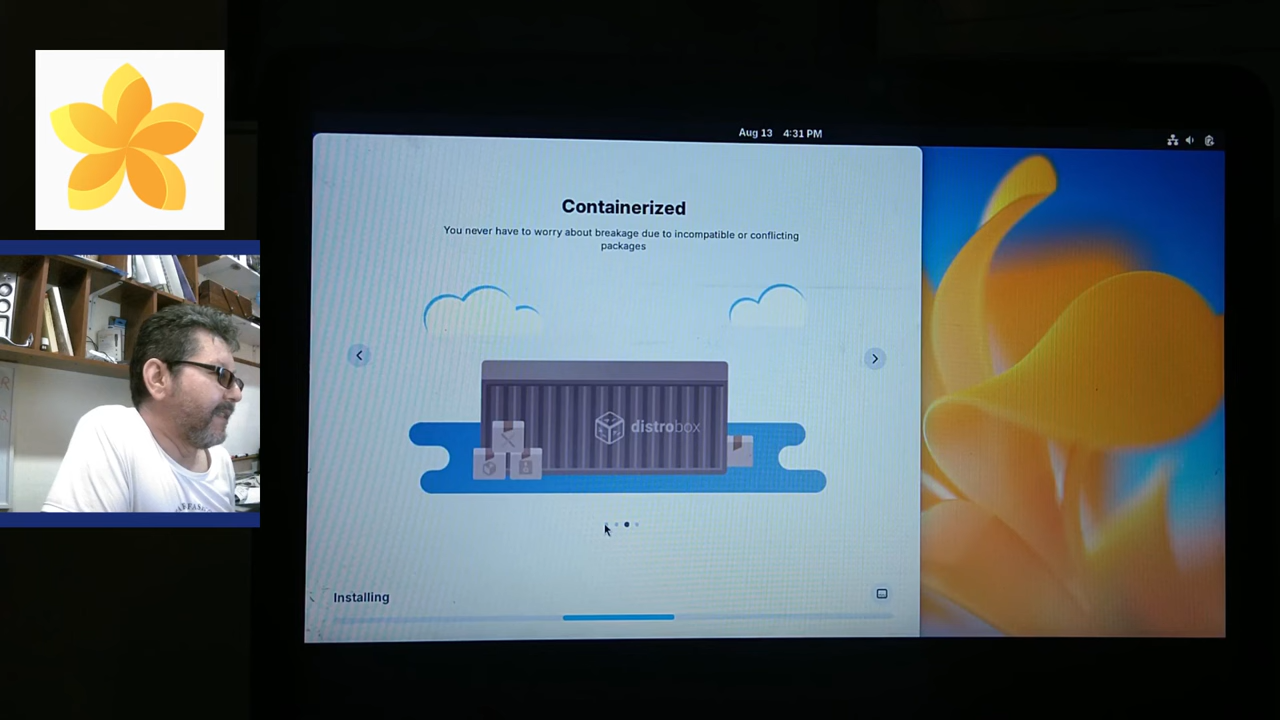 Aug 13 4:31 PM
Containerized
You never have to worry about breakage due to incompatible or conflicting
packages
distrobox
Installing